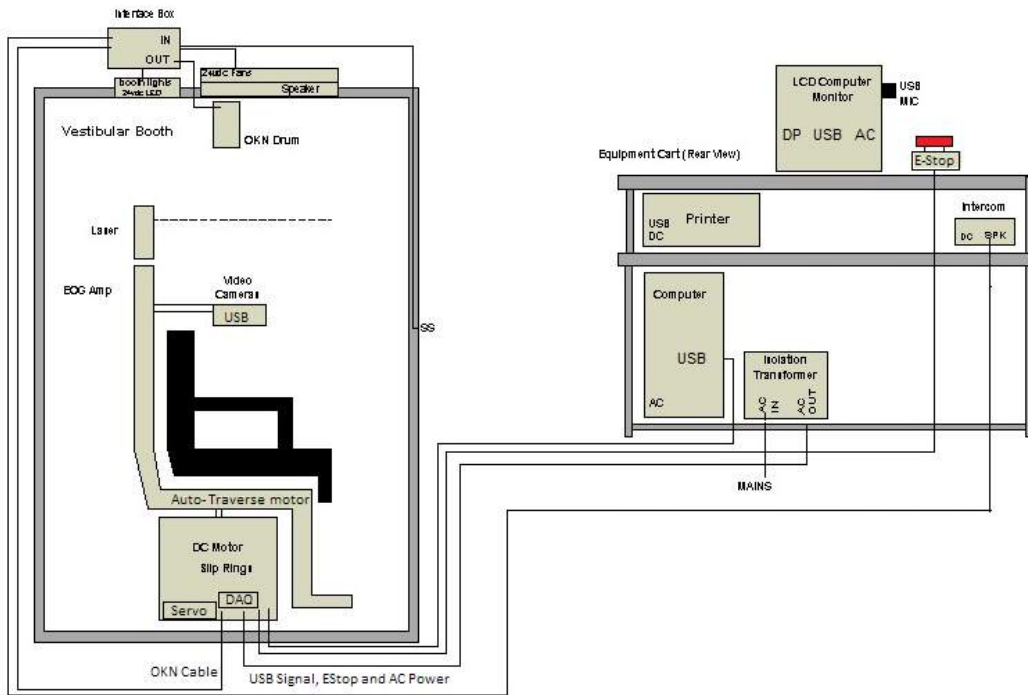 Interface Box
IN
OUT
booth lights
24vdc LED
24vdc Fans
Speaker
Vestibular Booth
OKN Drum
Laser
EOG Amp
Video
Cameras
USB
SS
Auto-Traverse motor
DC Motor
Slip Rings
DAQ
Servo
OKN Cable
USB Signal, EStop and AC Power
LCD Computer
Monitor
DP USB AC
USB
MIC
E-Stop
Equipment Cart (Rear View)
USB
DC
Printer
Intercom
DC SPK
Computer
USB
AC
Isolation
Transformer
AC
IN
AC
OUT
MAINS